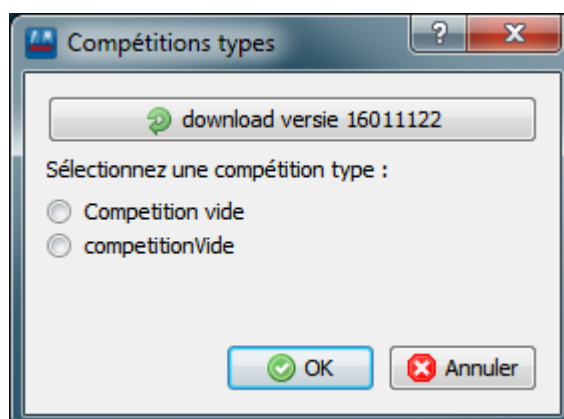 Compétitions types
?
download versie 16011122
Sélectionnez une compétition type :
Competition vide
competitionVide
OK
Annuler